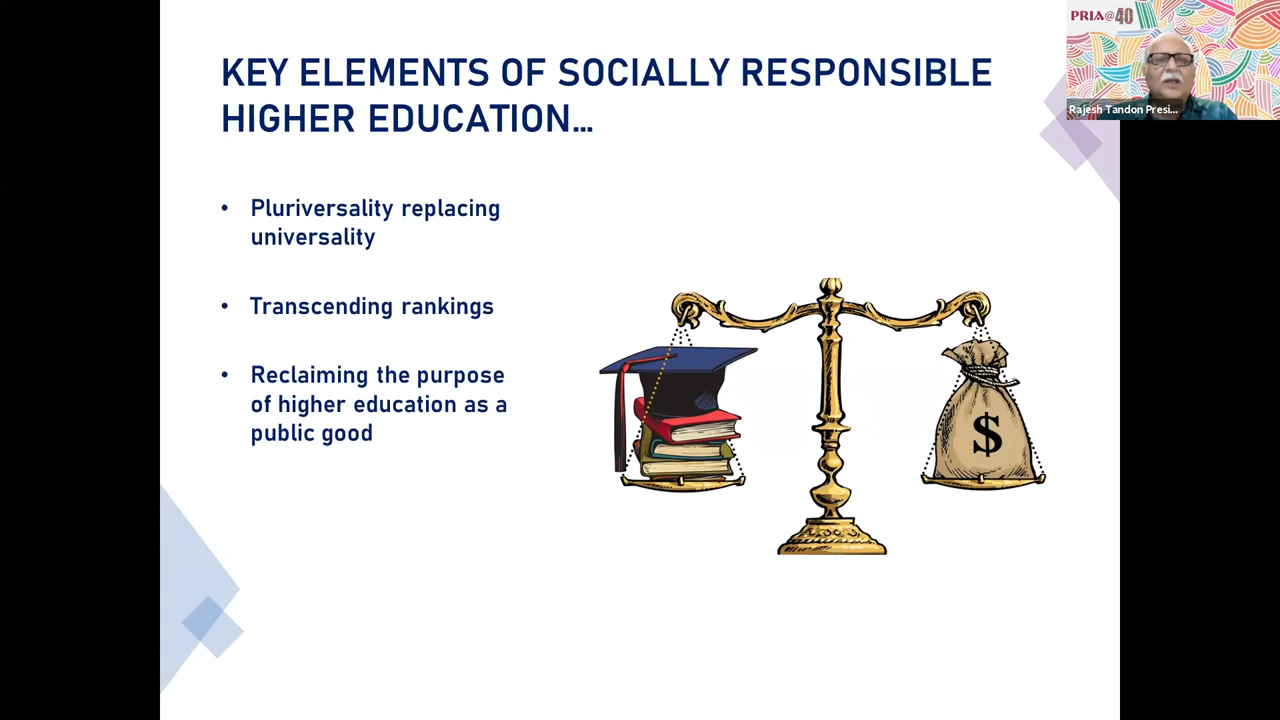 KEY ELEMENTS OF SOCIALLY RESPONSIBLE
HIGHER EDUCATION...
• Pluriversality replacing
universality
• Transcending rankings
• Reclaiming the purpose
of higher education as a
public good
$
PRIA@40
Rajesh Tandon Presi...